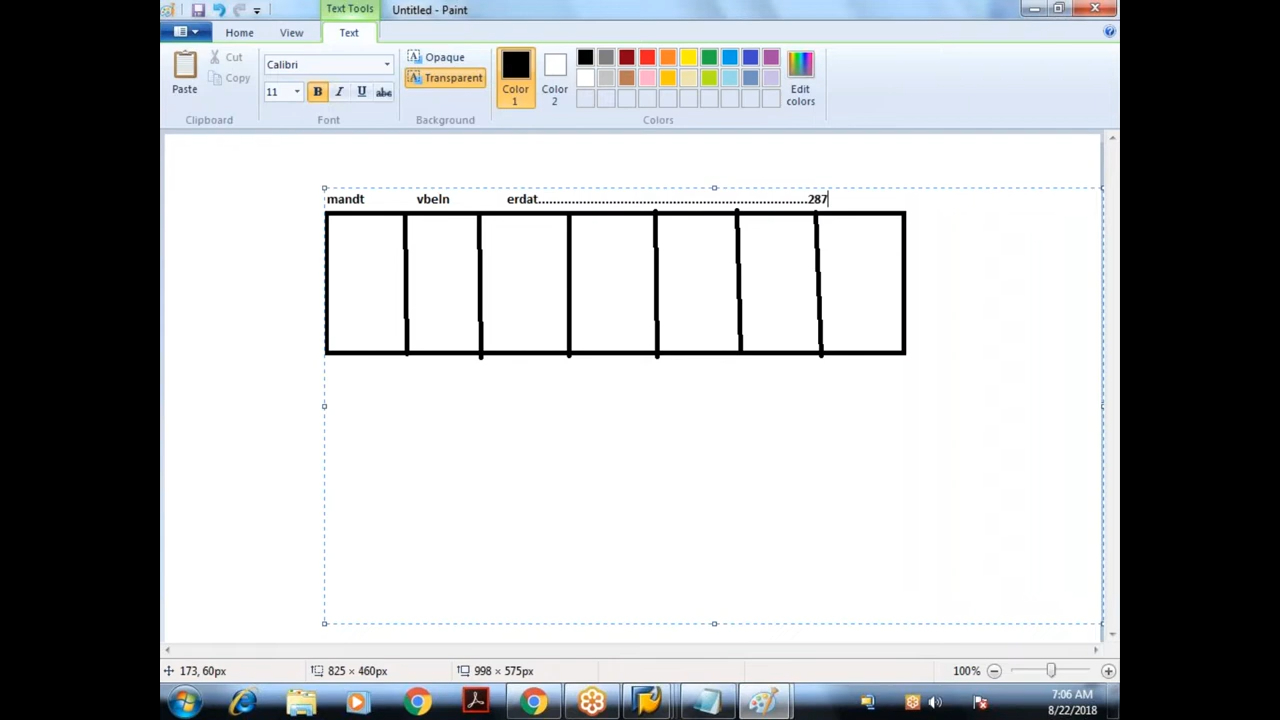 Text Tools
Untitled - Paint
Home
View
Text
Paste
Cut
Copy
Clipboard
Calibri
11
B I U abc
Font
Opaque
Transparent
Background
Color 1
Color 2
Edit colors
Colors
mandt vbeln erdat............................................................287
173, 60px
825 × 460px
998 × 575px
100%
7:06 AM
8/22/2018